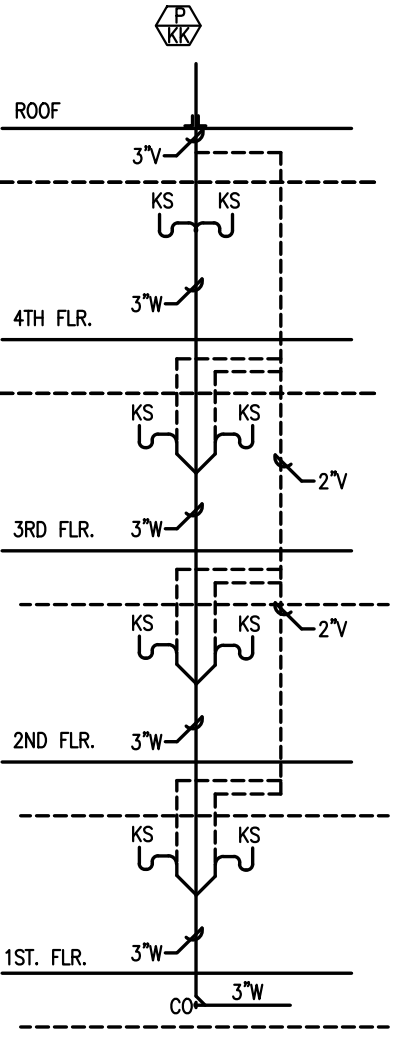 P
KK
ROOF
3"V
KS KS
3"W
4TH FLR.
KS KS
2"V
3"W
3RD FLR.
KS KS
2"V
3"W
2ND FLR.
KS KS
3"W
1ST. FLR.
3"W
CO